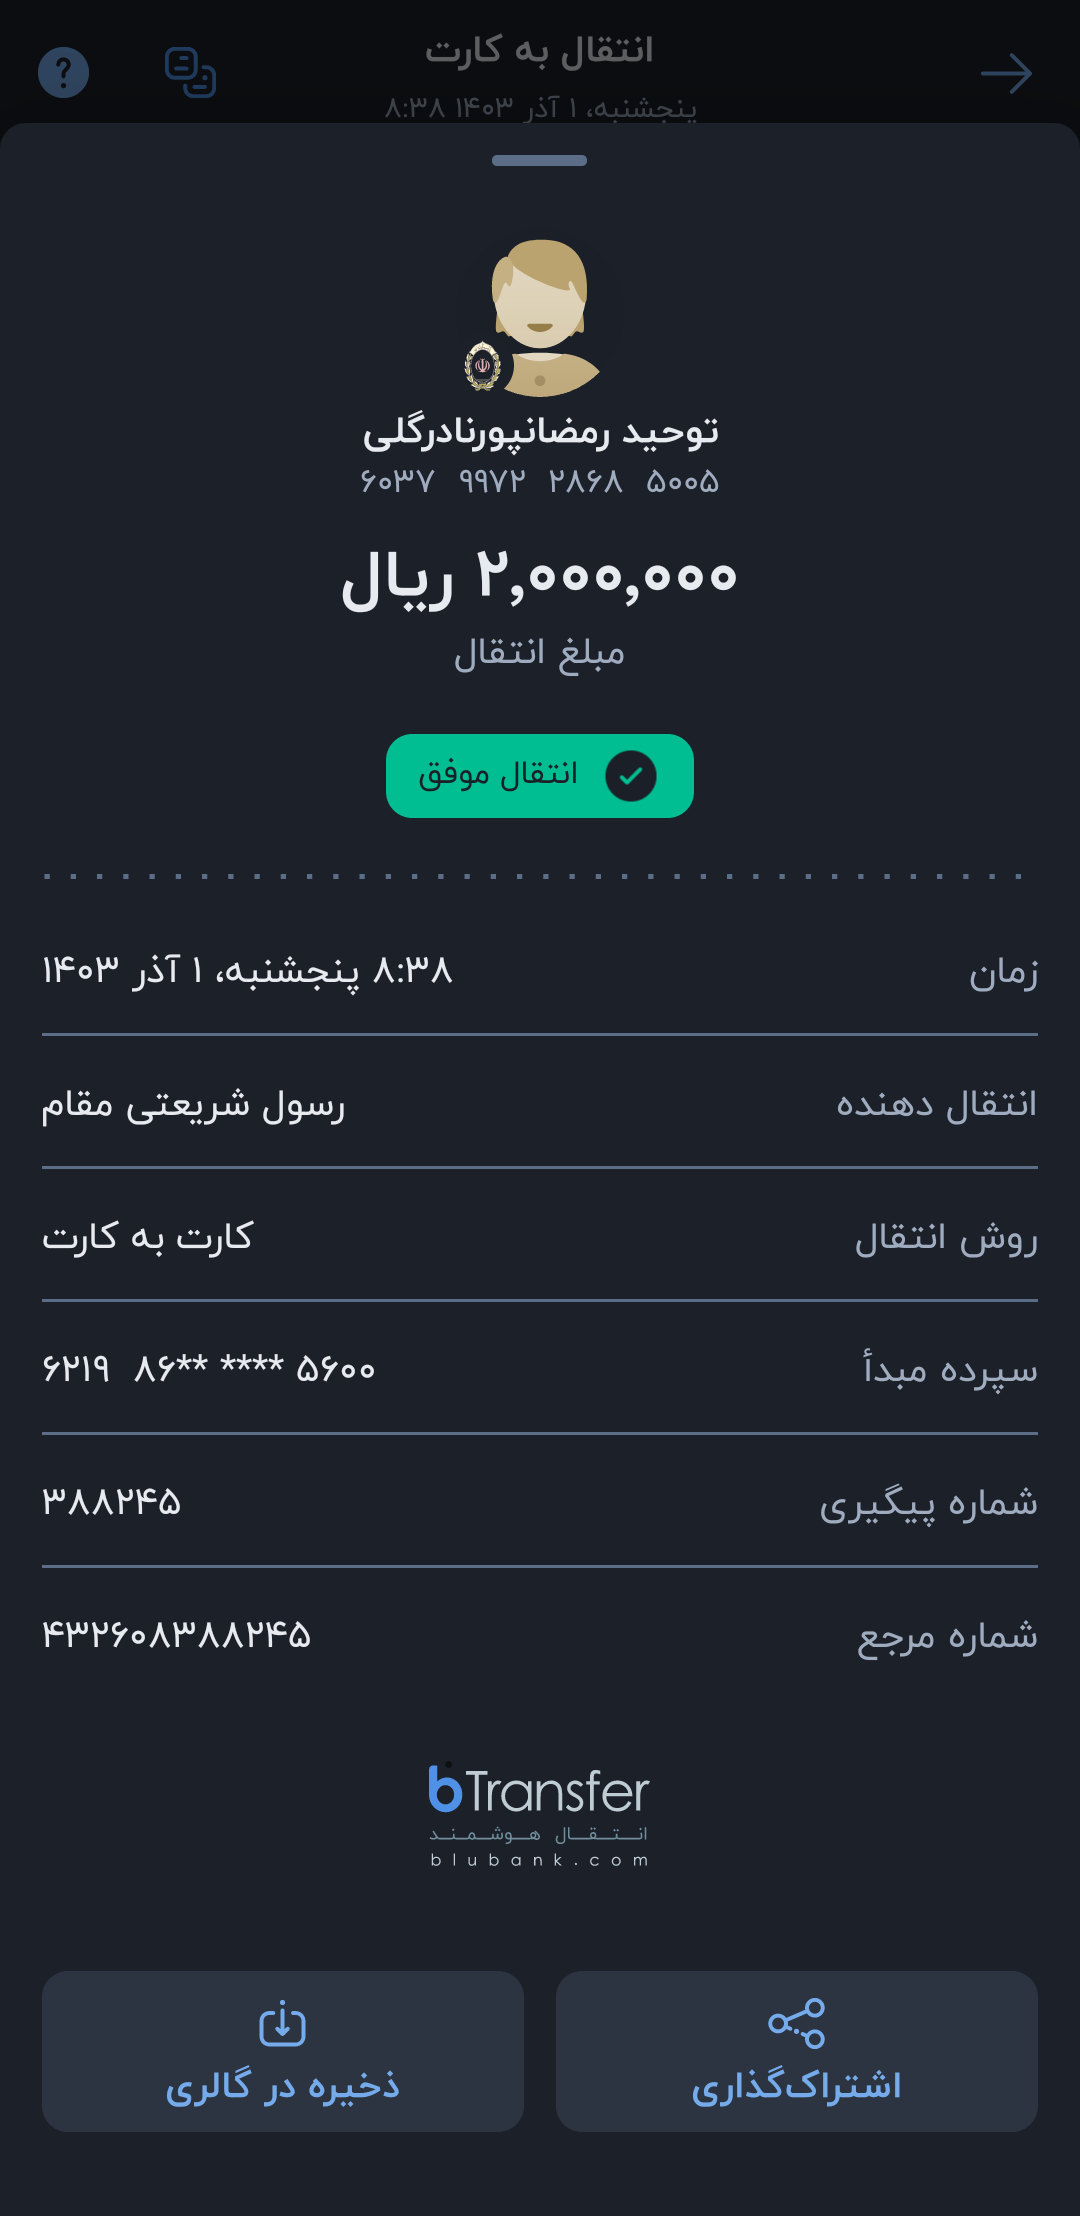 انتقال به کارت
پنجشنبه، ۱ آذر ۱۴۰۳ ۸:۳۸
توحید رمضانپورنادرگلی
۶۰۳۷ ۹۹۷۲ ۲۸۶۸ ۵۰۰۵
۲,۰۰۰,۰۰۰ ریال
مبلغ انتقال
انتقال موفق
زمان
۸:۳۸ پنجشنبه، ۱ آذر ۱۴۰۳
انتقال دهنده
رسول شریعتی مقام
روش انتقال
کارت به کارت
سپرده مبدأ
۶۲۱۹ ۸۶** **** ۵۶۰۰
شماره پیگیری
۳۸۸۲۴۵
شماره مرجع
۴۳۲۶۰۸۳۸۸۲۴۵
bTransfer
انـتـقـال هـوشـمـنـد
blubank.com
اشتراک‌گذاری
ذخیره در گالری